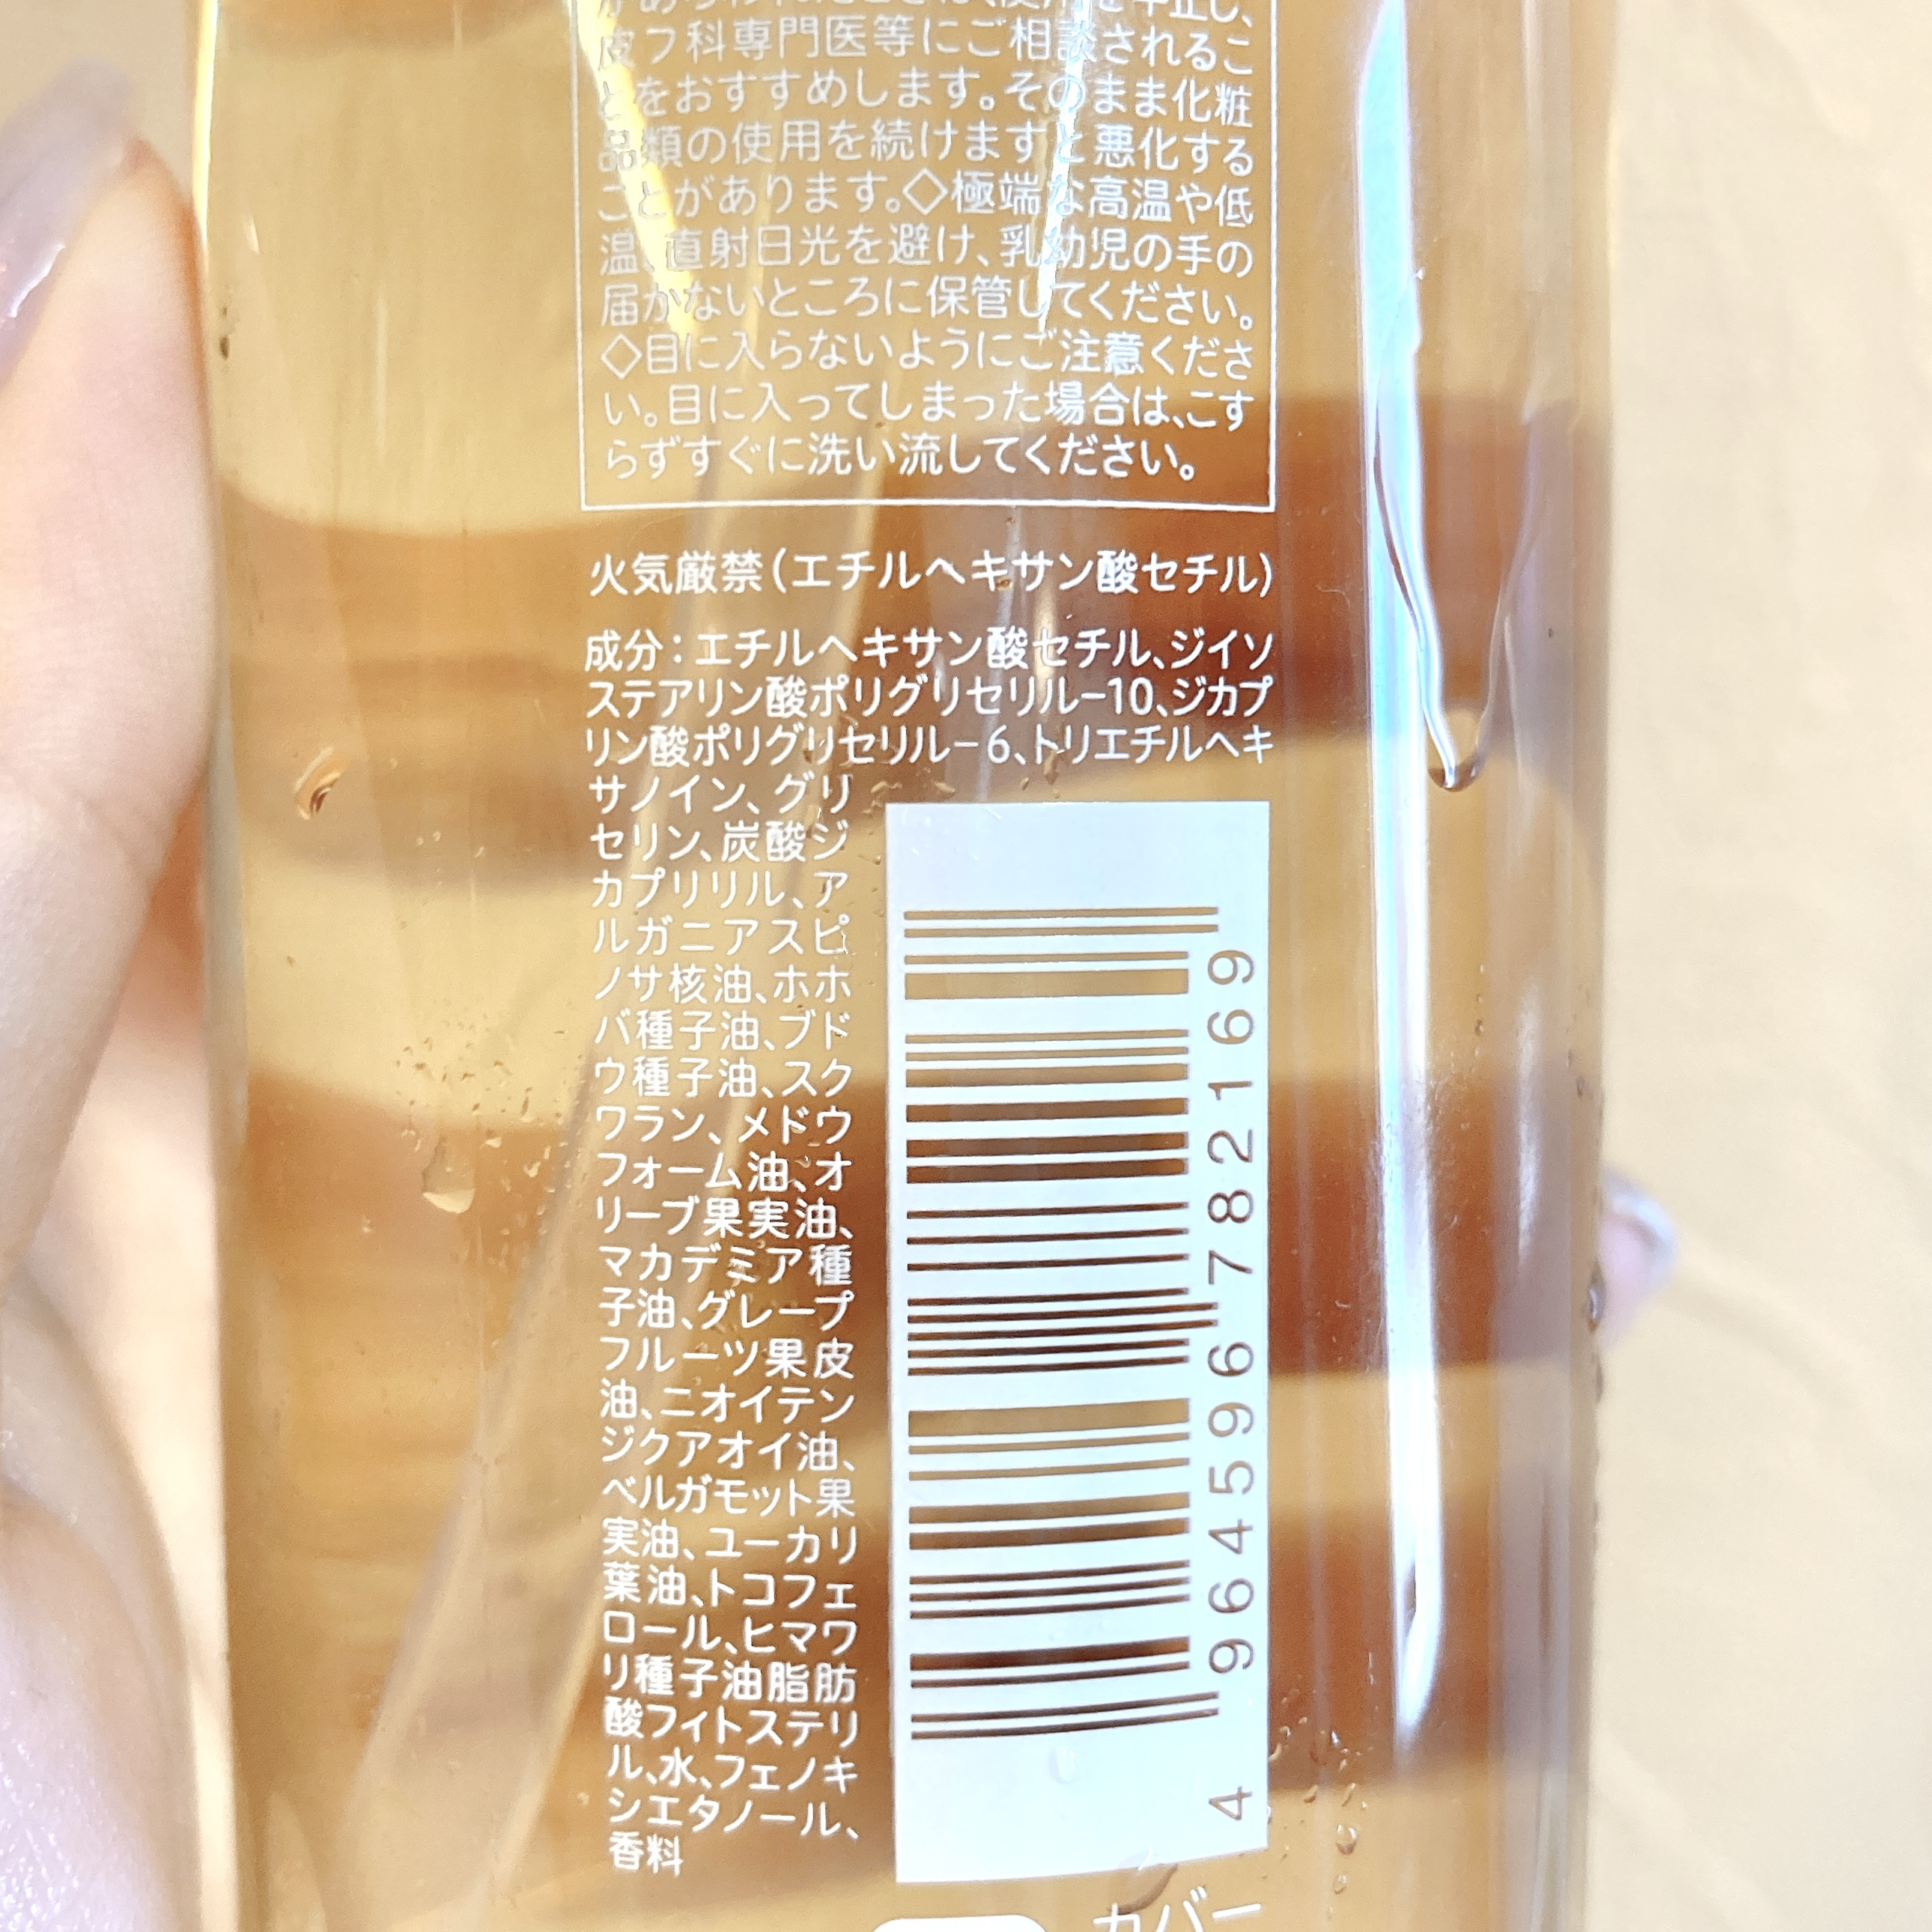 皮フ科専門医等にご相談されるこ
とをおすすめします。そのまま化粧
品類の使用を続けますと悪化する
ことがあります。◇極端な高温や低
温、直射日光を避け、乳幼児の手の
届かないところに保管してください。
◇目に入らないようにご注意くださ
い。目に入ってしまった場合は、こす
らずすぐに洗い流してください。
火気厳禁(エチルヘキサン酸セチル)
成分:エチルヘキサン酸セチル、ジイソ
ステアリン酸ポリグリセリル-10、ジカプ
リン酸ポリグリセリル-6、トリエチルヘキ
サノイン、グリ
セリン、炭酸ジ
カプリリル、ア
ルガニアスピ
ノサ核油、ホホ
バ種子油、ブド
ウ種子油、スク
ワラン、メドウ
フォーム油、オ
リーブ果実油、
マカデミア種
子油、グレープ
フルーツ果皮
油、ニオイテン
ジクアオイ油、
ベルガモット果
実油、ユーカリ
葉油、トコフェ
ロール、ヒマワ
リ種子油脂肪
酸フィトステリ
ル、水、フェノキ
シエタノール、
香料
4 964596 782169
カバー